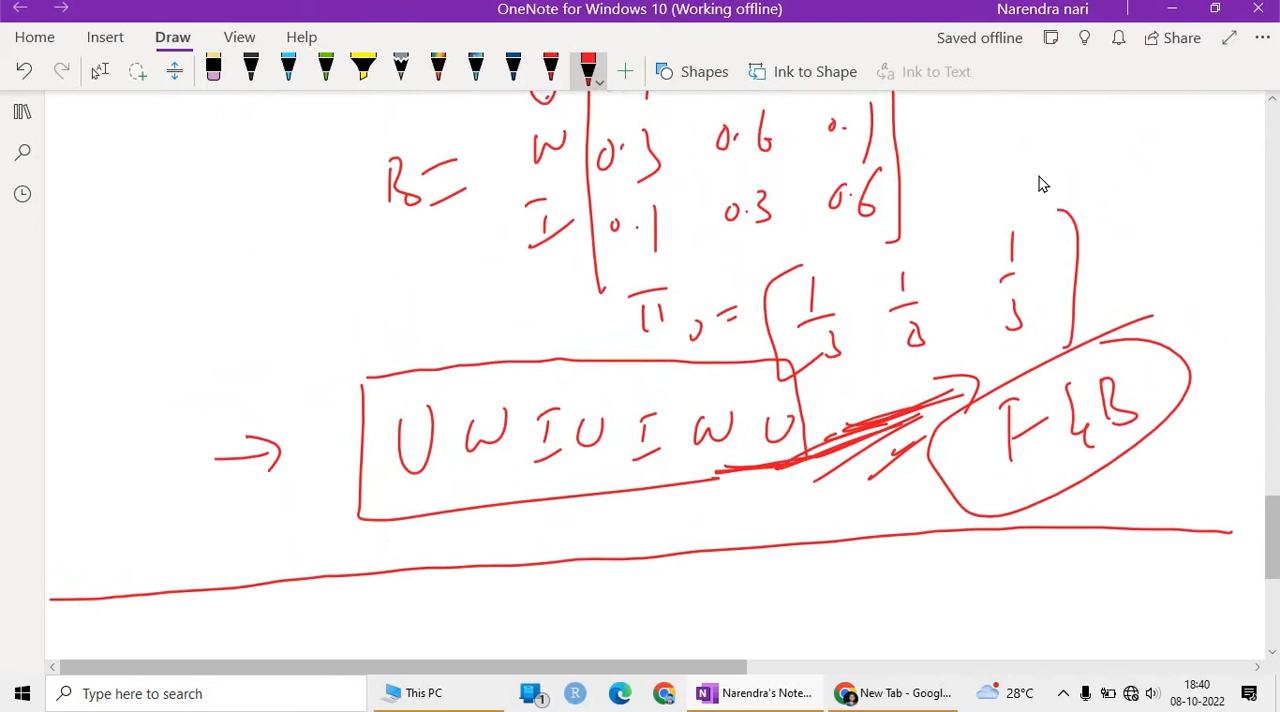 OneNote for Windows 10 (Working offline)
Narendra nari
Home Insert Draw View Help
Saved offline
Share
Shapes
Ink to Shape
Ink to Text
W 0.3 0.6 0.1
B =
I 0.1 0.3 0.6
Π0 = [ 1/3 1/3 1/3 ]
→ U W I U I W U
F & B
Type here to search
This PC
Narendra's Note...
New Tab - Googl...
28°C
18:40
08-10-2022